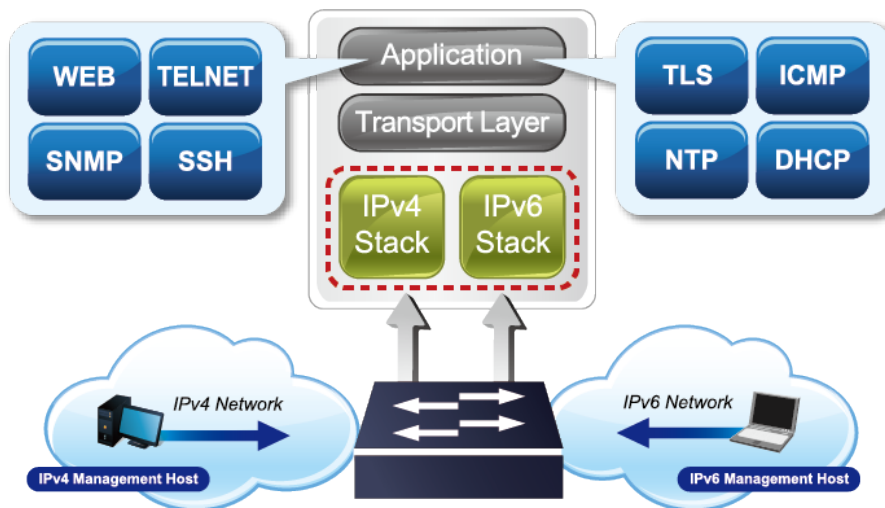 WEB
TELNET
SNMP
SSH
Application
Transport Layer
IPv4
Stack
IPv6
Stack
TLS
ICMP
NTP
DHCP
IPv4 Network
IPv4 Management Host
IPv6 Network
IPv6 Management Host